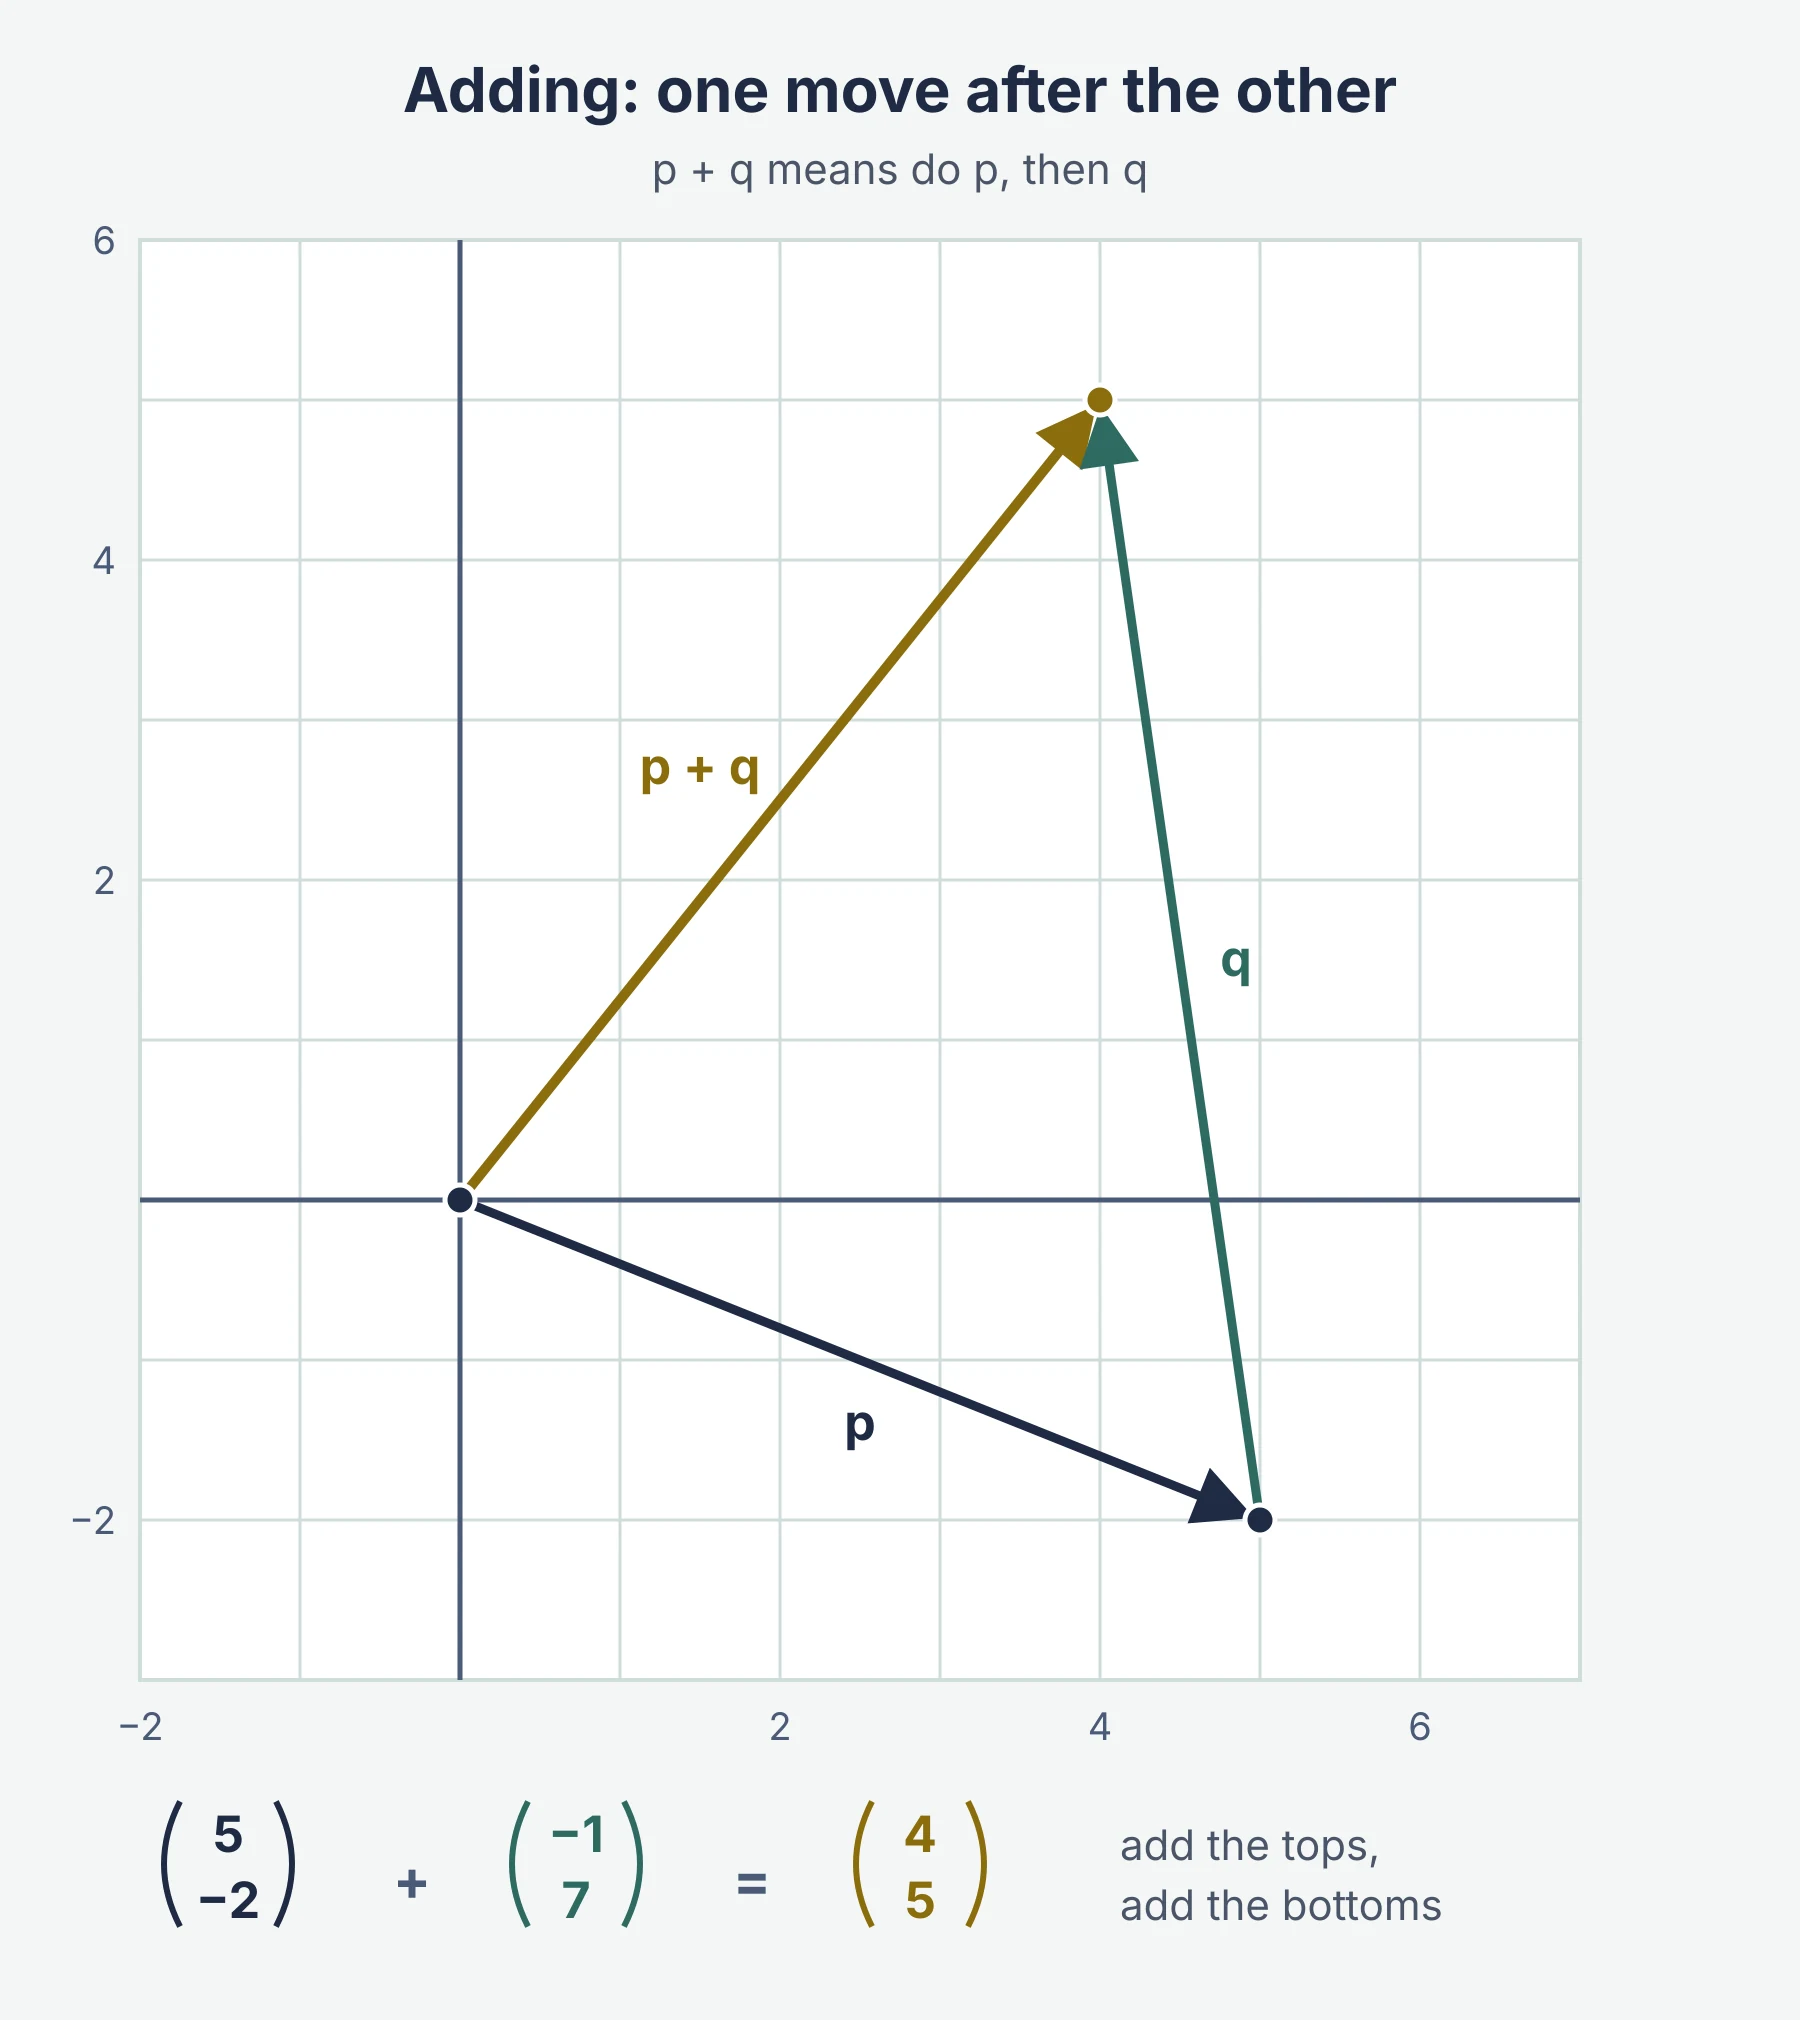 Adding: one move after the other
p + q means do p, then q
6
4
2
−2
p + q
q
p
−2 2 4 6
5 −1 4 add the tops,
+ =
−2 7 5 add the bottoms